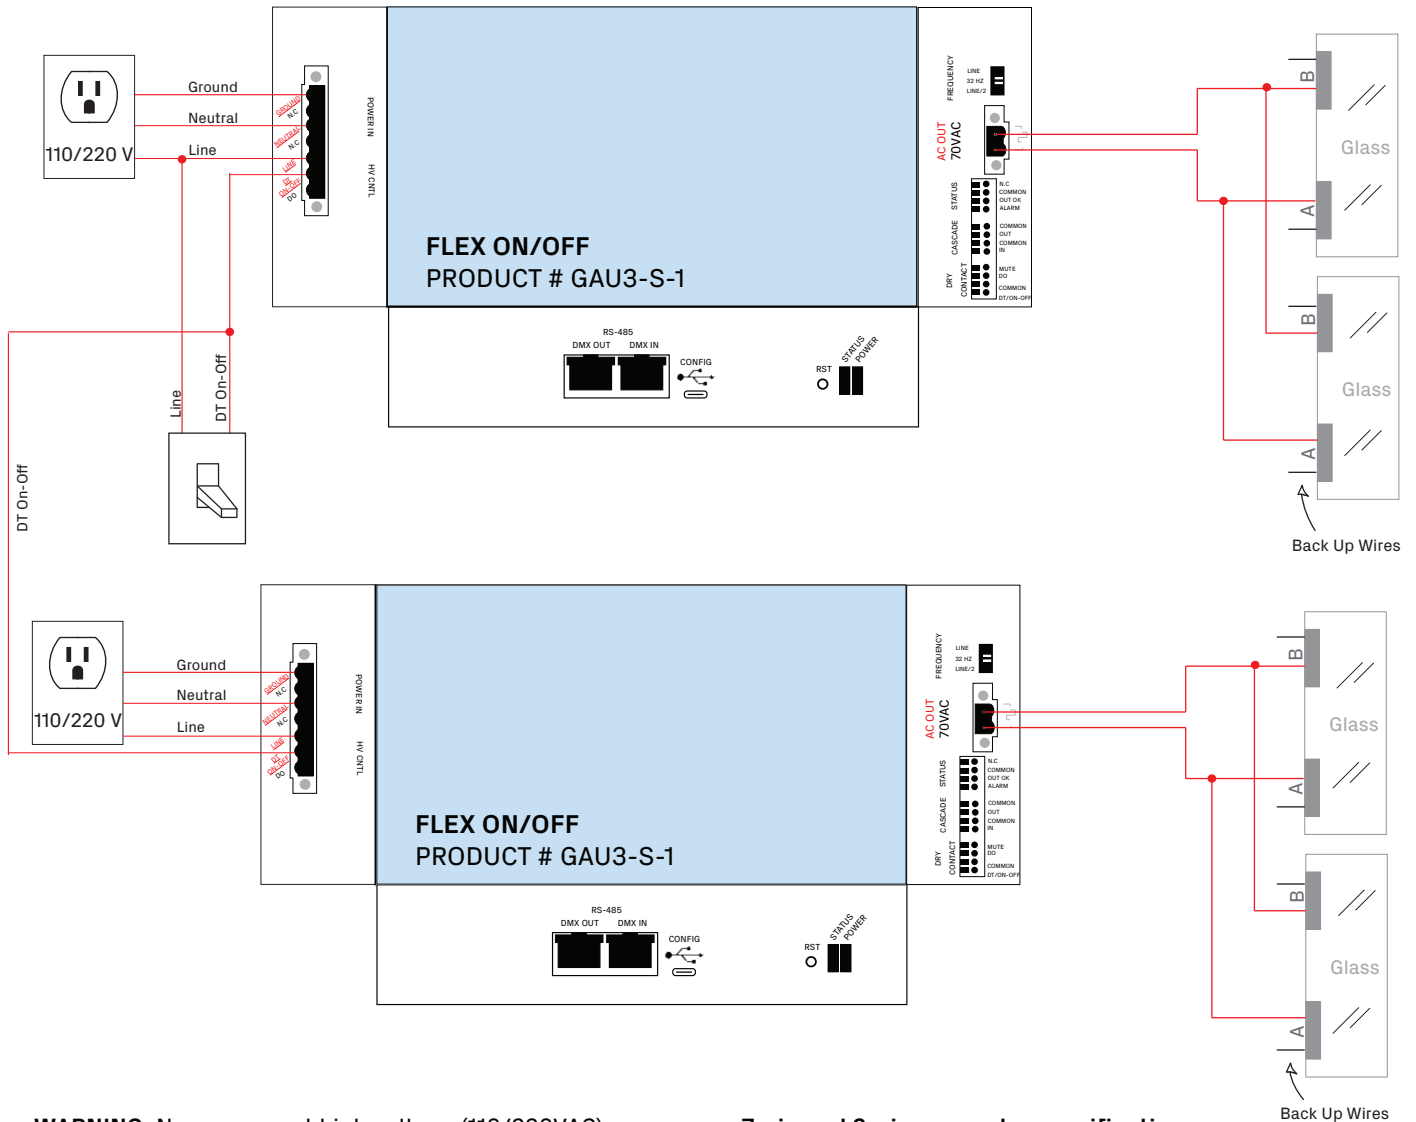 110/220 V
Ground
Neutral
Line
GROUND
N.C
NEUTRAL
N.C
LINE
DT
ON-OFF
DO
POWER IN
HV CNTL
FLEX ON/OFF
PRODUCT # GAU3-S-1
FREQUENCY
LINE
32 HZ
LINE/2
AC OUT
70VAC
STATUS
N.C
COMMON
OUT OK
ALARM
CASCADE
COMMON
OUT
COMMON
IN
DRY
CONTACT
MUTE
DO
COMMON
DT/ON-OFF
RS-485
DMX OUT
DMX IN
CONFIG
RST
STATUS
POWER
B
Glass
A
B
Glass
A
Back Up Wires
Line
DT On-Off
DT On-Off
110/220 V
Ground
Neutral
Line
GROUND
N.C
NEUTRAL
N.C
LINE
DT
ON-OFF
DO
POWER IN
HV CNTL
FLEX ON/OFF
PRODUCT # GAU3-S-1
FREQUENCY
LINE
32 HZ
LINE/2
AC OUT
70VAC
STATUS
N.C
COMMON
OUT OK
ALARM
CASCADE
COMMON
OUT
COMMON
IN
DRY
CONTACT
MUTE
DO
COMMON
DT/ON-OFF
RS-485
DMX OUT
DMX IN
CONFIG
RST
STATUS
POWER
B
Glass
A
B
Glass
A
Back Up Wires